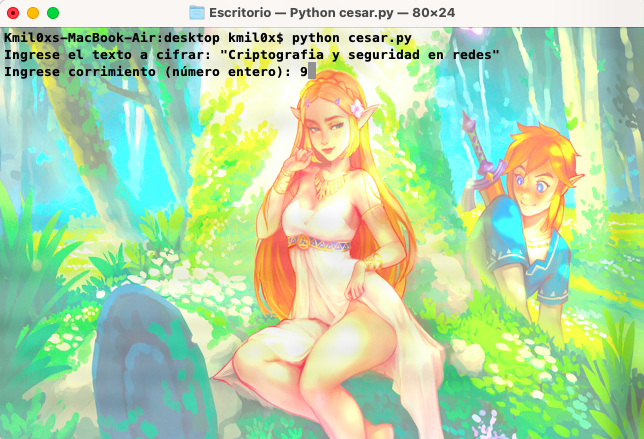 Escritorio — Python cesar.py — 80×24
Kmil0xs-MacBook-Air:desktop kmil0x$ python cesar.py
Ingrese el texto a cifrar: "Criptografia y seguridad en redes"
Ingrese corrimiento (número entero): 9